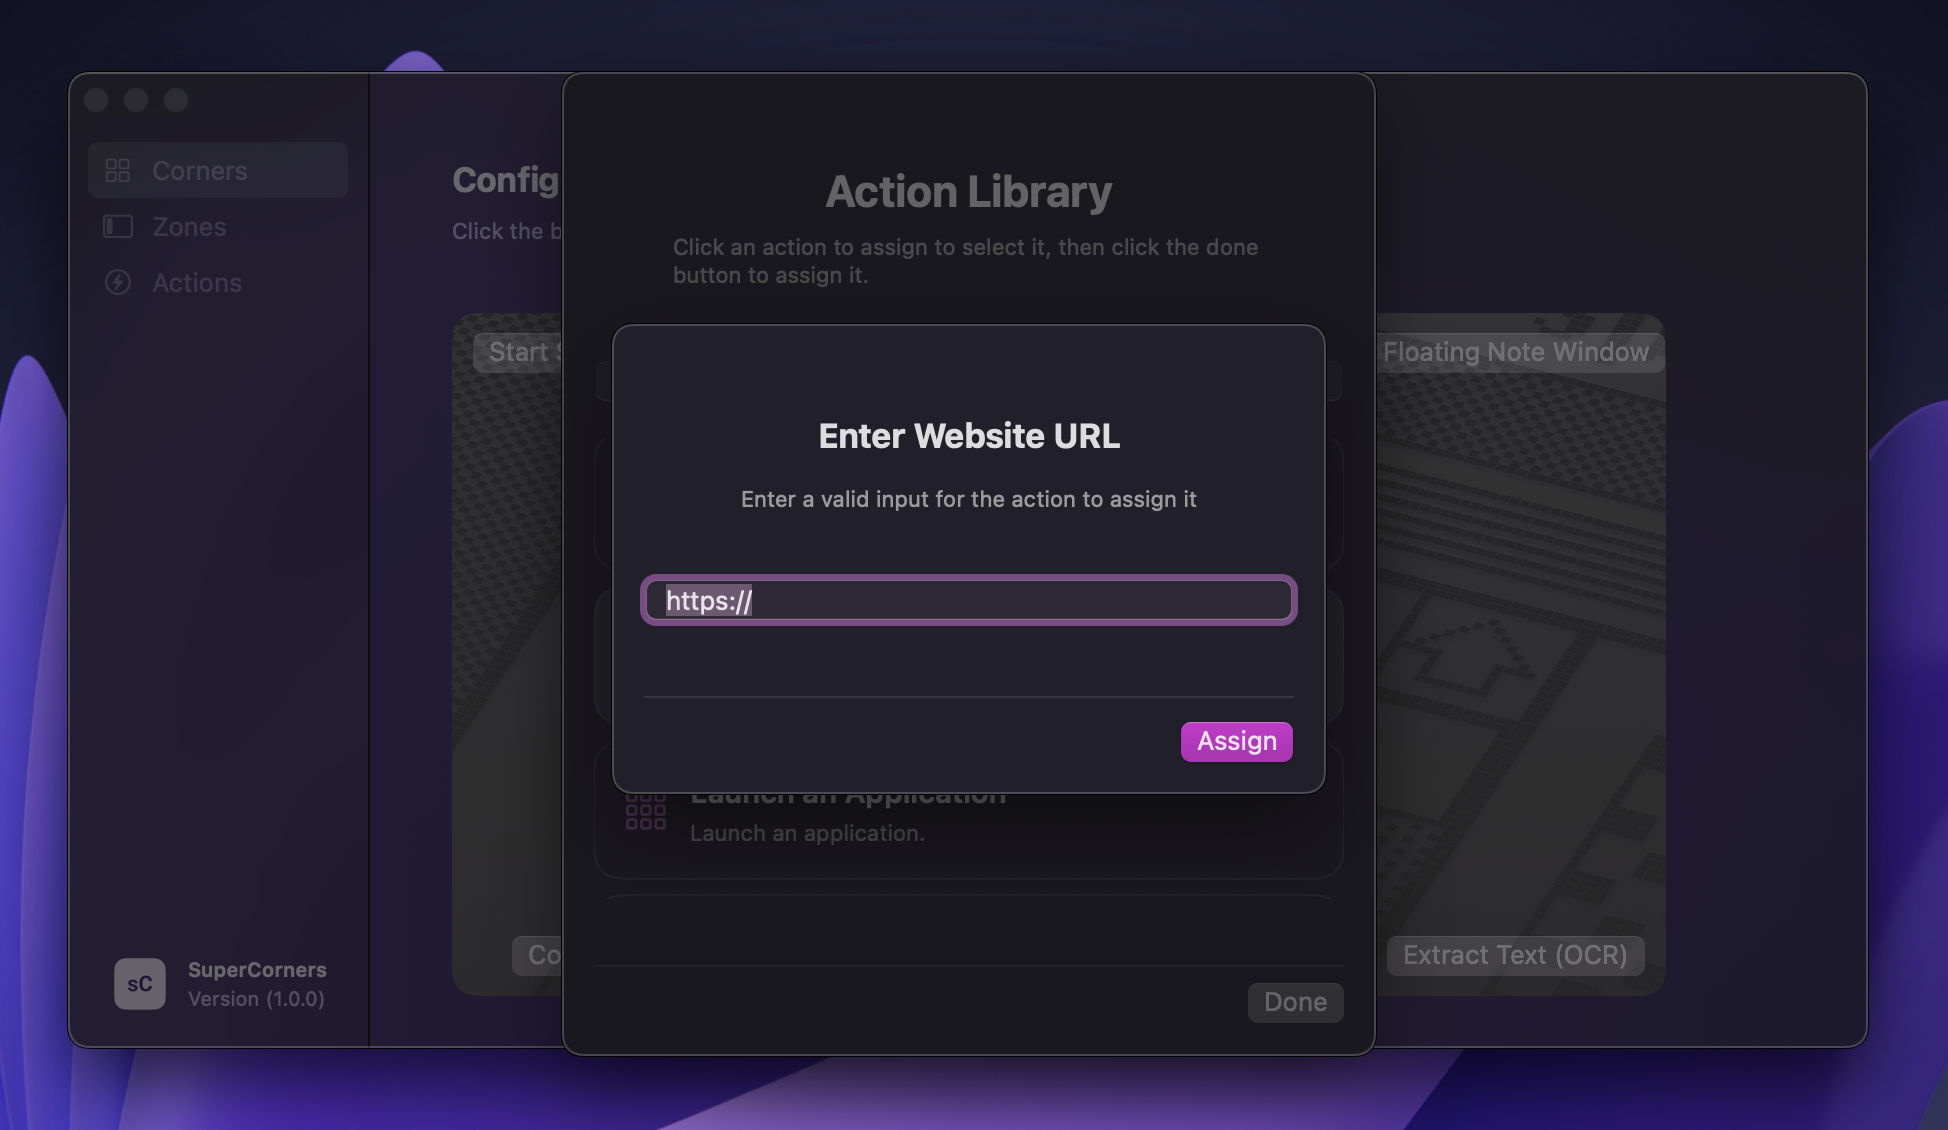 Corners
Zones
Actions
Config
Click the b
Start
Co
Action Library
Click an action to assign to select it, then click the done
button to assign it.
Enter Website URL
Enter a valid input for the action to assign it
https://
Assign
Launch an Application
Launch an application.
Done
Floating Note Window
Extract Text (OCR)
sC
SuperCorners
Version (1.0.0)